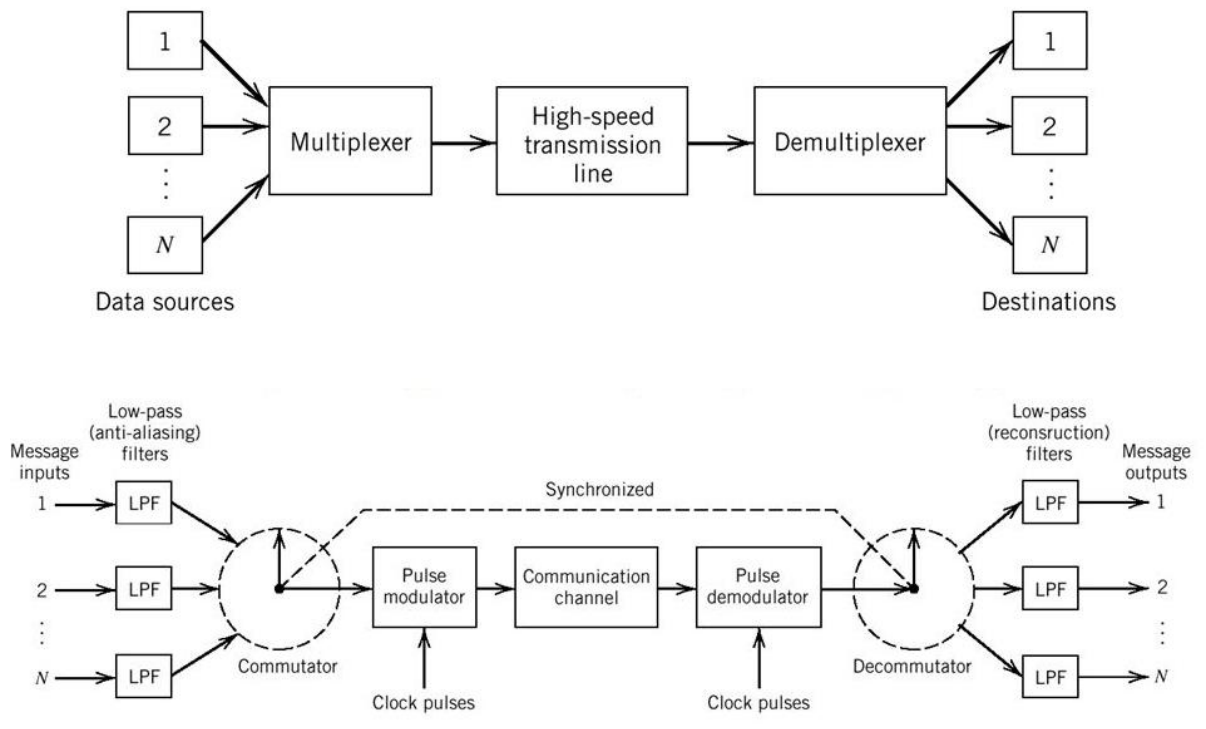 1
2
N
Data sources
Multiplexer
High-speed
transmission
line
Demultiplexer
1
2
N
Destinations
Message
inputs
Low-pass
(anti-aliasing)
filters
1
LPF
2
LPF
N
LPF
Commutator
Synchronized
Pulse
modulator
Clock pulses
Communication
channel
Pulse
demodulator
Clock pulses
Decommutator
Low-pass
(reconsruction)
filters
Message
outputs
LPF
1
LPF
2
LPF
N